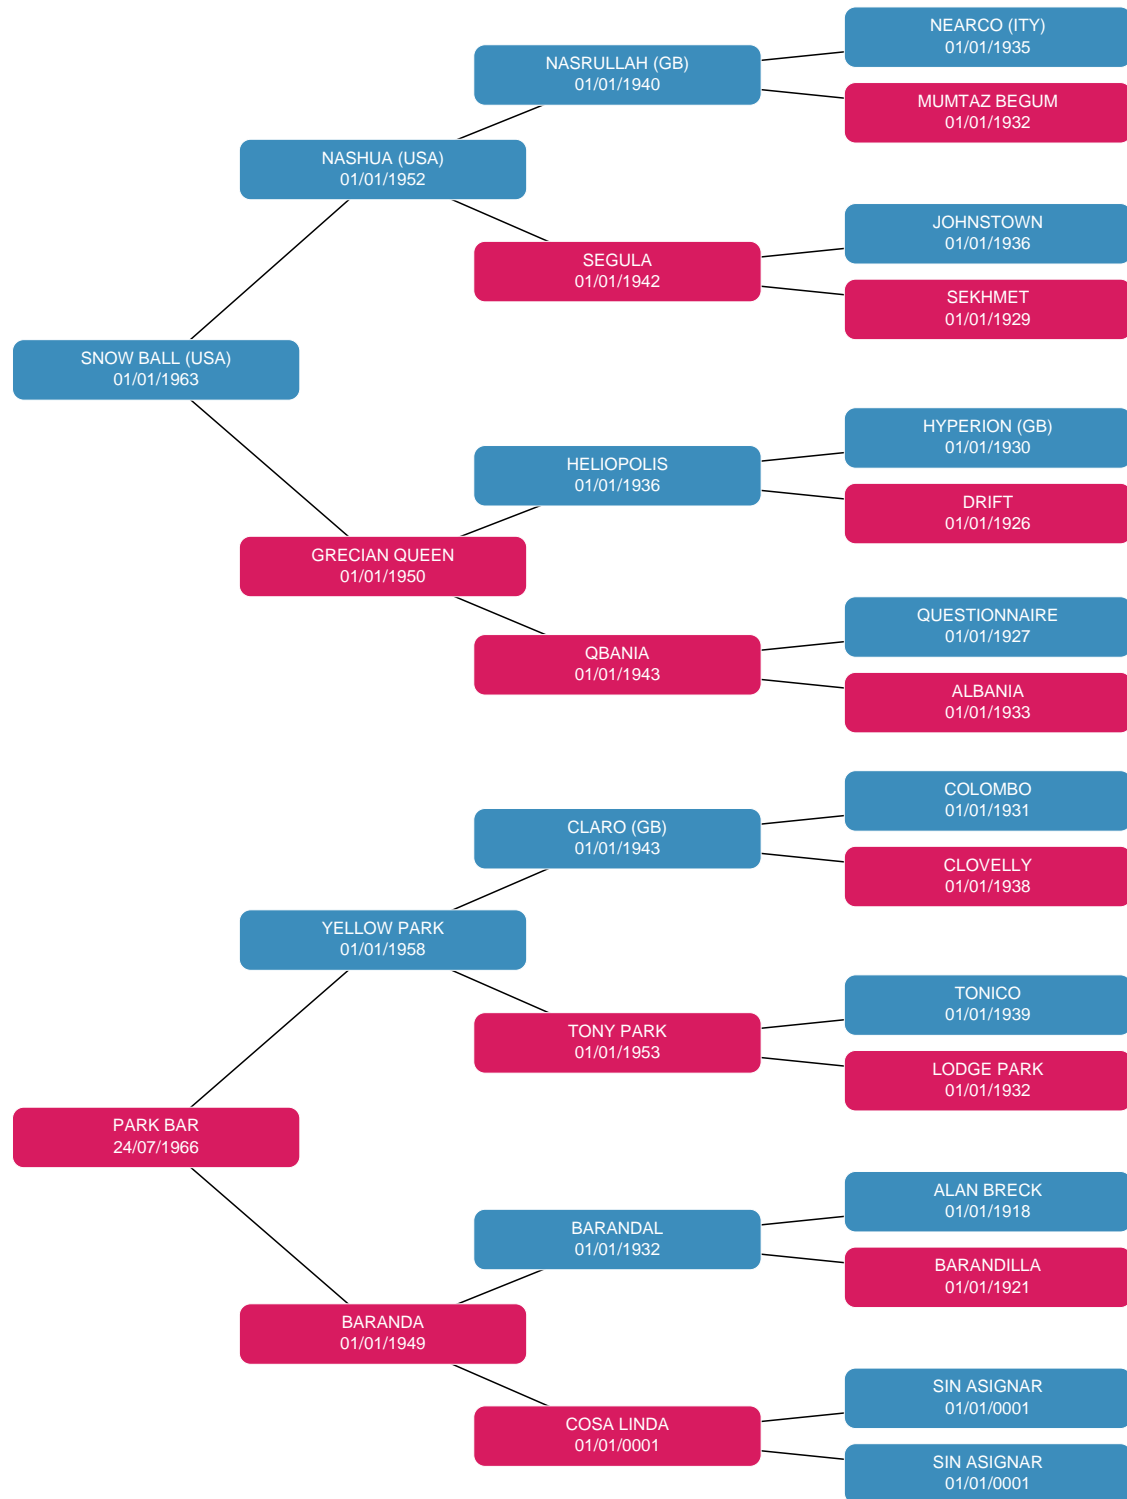 NEARCO (ITY)
01/01/1935
NASRULLAH (GB)
01/01/1940
MUMTAZ BEGUM
01/01/1932
NASHUA (USA)
01/01/1952
JOHNSTOWN
01/01/1936
SEGULA
01/01/1942
SEKHMET
01/01/1929
SNOW BALL (USA)
01/01/1963
HYPERION (GB)
01/01/1930
HELIOPOLIS
01/01/1936
DRIFT
01/01/1926
GRECIAN QUEEN
01/01/1950
QUESTIONNAIRE
01/01/1927
QBANIA
01/01/1943
ALBANIA
01/01/1933
COLOMBO
01/01/1931
CLARO (GB)
01/01/1943
CLOVELLY
01/01/1938
YELLOW PARK
01/01/1958
TONICO
01/01/1939
TONY PARK
01/01/1953
LODGE PARK
01/01/1932
PARK BAR
24/07/1966
ALAN BRECK
01/01/1918
BARANDAL
01/01/1932
BARANDILLA
01/01/1921
BARANDA
01/01/1949
SIN ASIGNAR
01/01/0001
COSA LINDA
01/01/0001
SIN ASIGNAR
01/01/0001